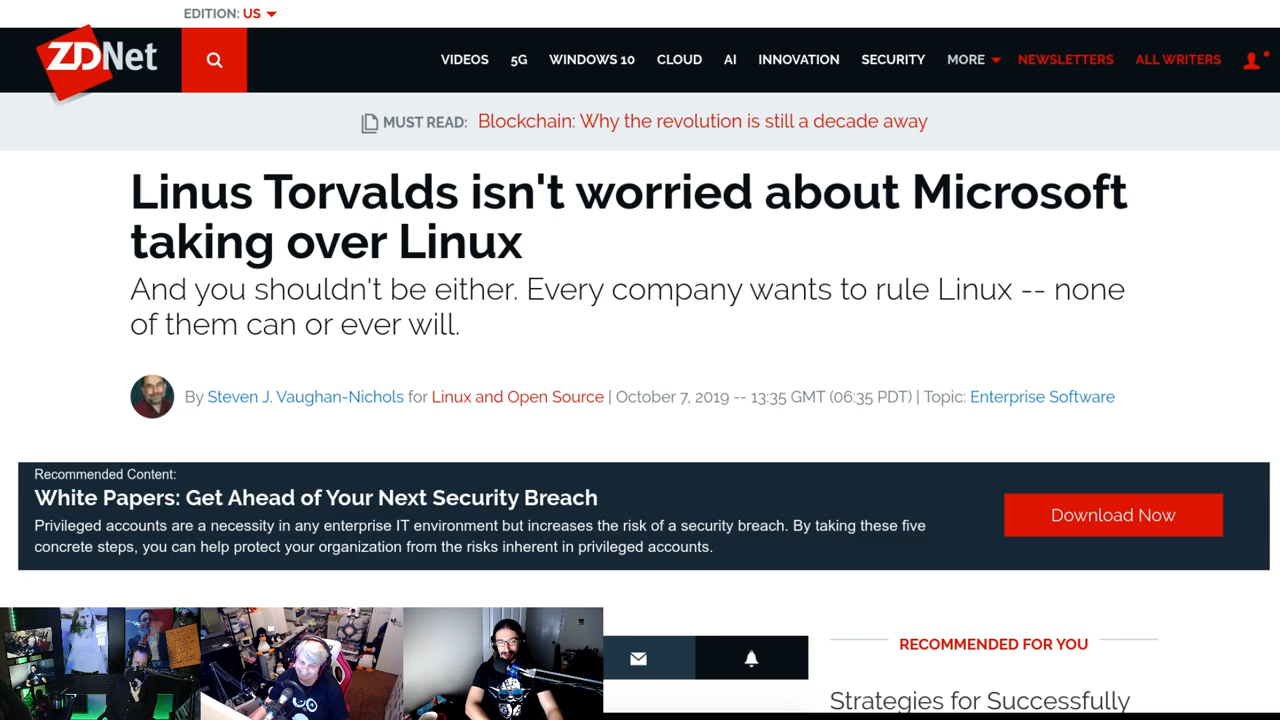 EDITION: US
ZDNet
VIDEOS 5G WINDOWS 10 CLOUD AI INNOVATION SECURITY MORE NEWSLETTERS ALL WRITERS
MUST READ: Blockchain: Why the revolution is still a decade away
Linus Torvalds isn't worried about Microsoft
taking over Linux
And you shouldn't be either. Every company wants to rule Linux -- none
of them can or ever will.
By Steven J. Vaughan-Nichols for Linux and Open Source | October 7, 2019 -- 13:35 GMT (06:35 PDT) | Topic: Enterprise Software
Recommended Content:
White Papers: Get Ahead of Your Next Security Breach
Privileged accounts are a necessity in any enterprise IT environment but increases the risk of a security breach. By taking these five
concrete steps, you can help protect your organization from the risks inherent in privileged accounts.
Download Now
RECOMMENDED FOR YOU
Strategies for Successfully